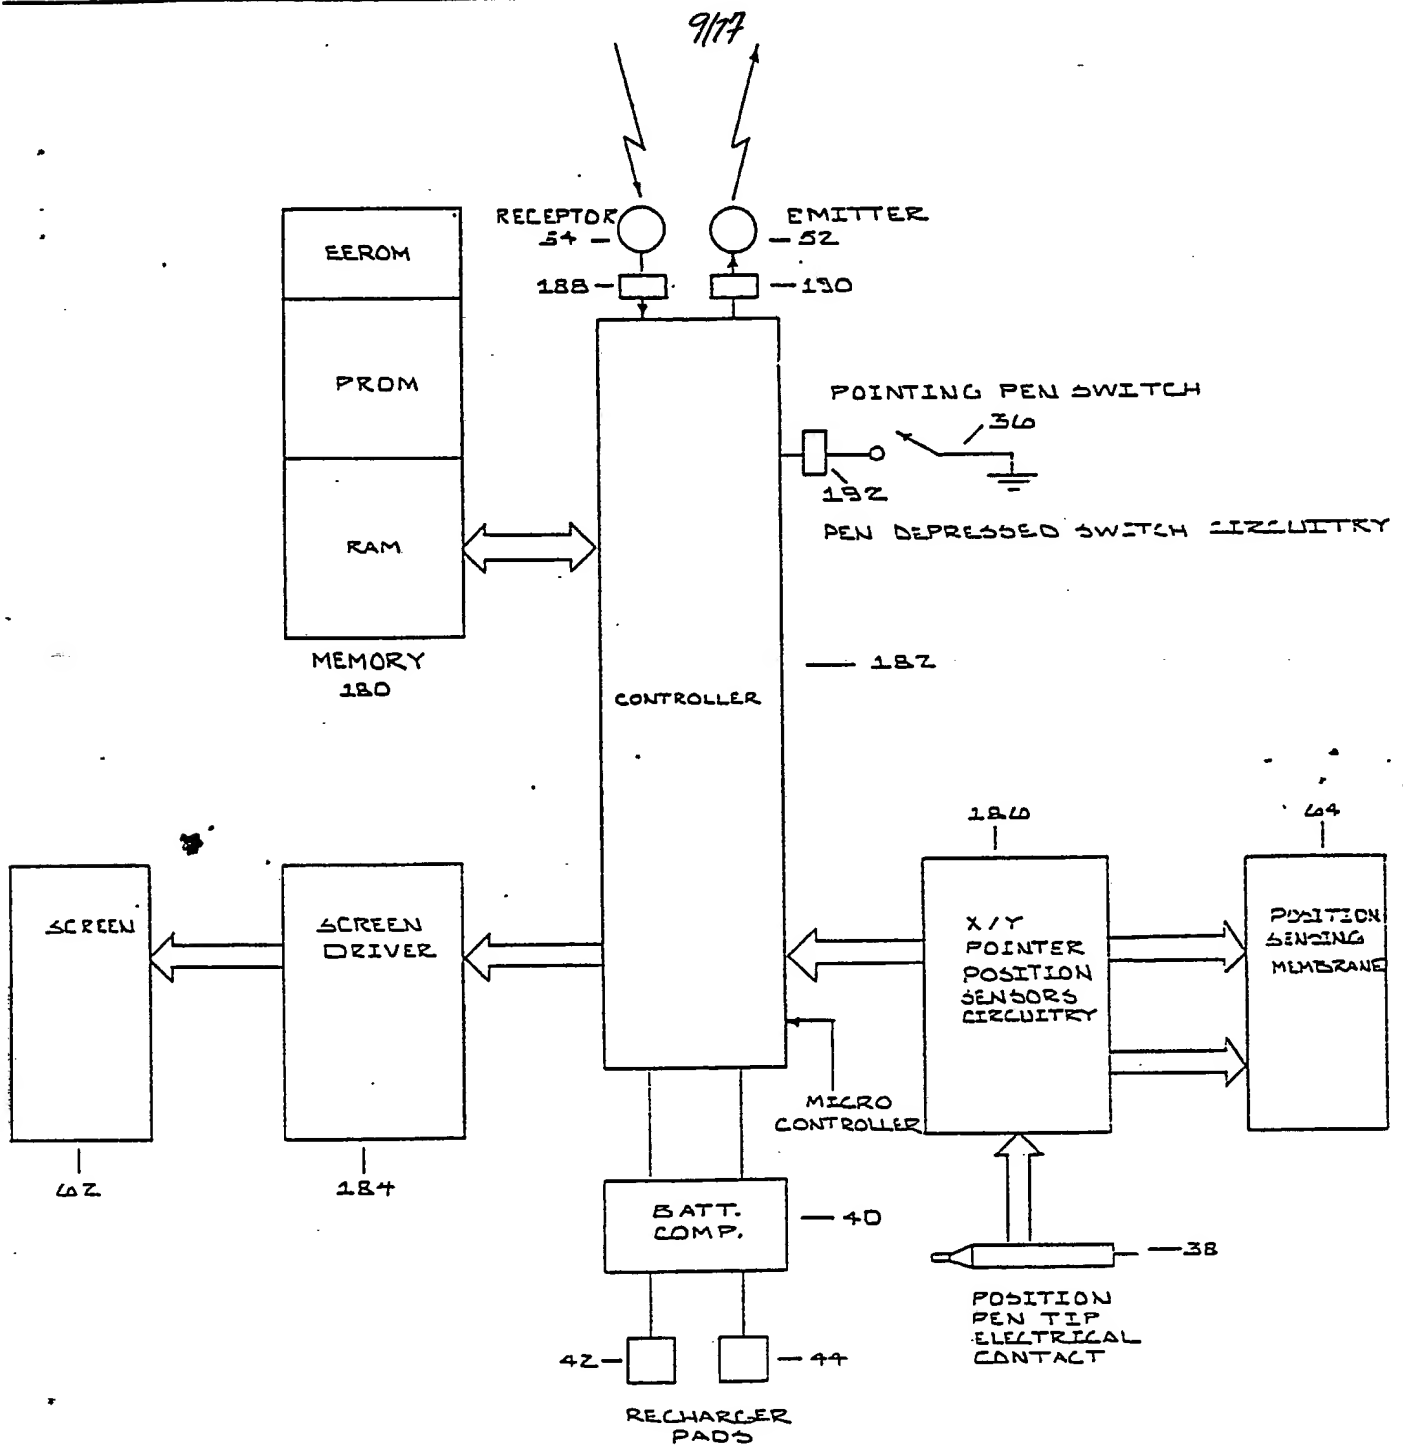 9/17
RECEPTOR
54
EMITTER
52
188
190
EEROM
PROM
RAM
MEMORY
180
POINTING PEN SWITCH
36
192
PEN DEPRESSED SWITCH CIRCUITRY
182
CONTROLLER
186
64
SCREEN
SCREEN
DRIVER
X/Y
POINTER
POSITION
SENSORS
CIRCUITRY
POSITION
SENSING
MEMBRANE
MICRO
CONTROLLER
62
184
BATT.
COMP.
40
38
POSITION
PEN TIP
ELECTRICAL
CONTACT
42
44
RECHARGER
PADS